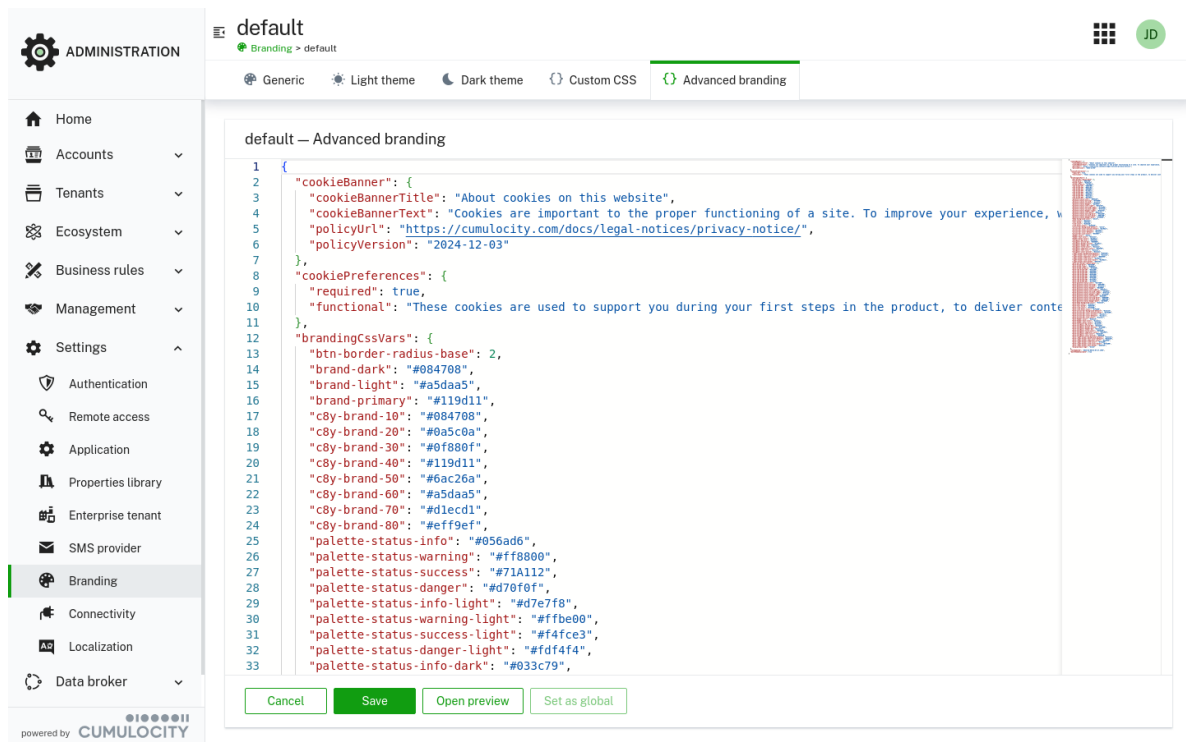 ADMINISTRATION
default
Branding > default
JD
Generic
Light theme
Dark theme
Custom CSS
Advanced branding
Home
Accounts
Tenants
Ecosystem
Business rules
Management
Settings
Authentication
Remote access
Application
Properties library
Enterprise tenant
SMS provider
Branding
Connectivity
Localization
Data broker
powered by CUMULOCITY
default — Advanced branding
1 {
2 "cookieBanner": {
3 "cookieBannerTitle": "About cookies on this website",
4 "cookieBannerText": "Cookies are important to the proper functioning of a site. To improve your experience, w
5 "policyUrl": "https://cumulocity.com/docs/legal-notices/privacy-notice/",
6 "policyVersion": "2024-12-03"
7 },
8 "cookiePreferences": {
9 "required": true,
10 "functional": "These cookies are used to support you during your first steps in the product, to deliver conte
11 },
12 "brandingCssVars": {
13 "btn-border-radius-base": 2,
14 "brand-dark": "#084708",
15 "brand-light": "#a5daa5",
16 "brand-primary": "#119d11",
17 "c8y-brand-10": "#084708",
18 "c8y-brand-20": "#0a5c0a",
19 "c8y-brand-30": "#0f880f",
20 "c8y-brand-40": "#119d11",
21 "c8y-brand-50": "#6ac26a",
22 "c8y-brand-60": "#a5daa5",
23 "c8y-brand-70": "#d1ecd1",
24 "c8y-brand-80": "#eff9ef",
25 "palette-status-info": "#056ad6",
26 "palette-status-warning": "#ff8800",
27 "palette-status-success": "#71A112",
28 "palette-status-danger": "#d70f0f",
29 "palette-status-info-light": "#d7e7f8",
30 "palette-status-warning-light": "#ffbe00",
31 "palette-status-success-light": "#f4fce3",
32 "palette-status-danger-light": "#fdf4f4",
33 "palette-status-info-dark": "#033c79",
Cancel
Save
Open preview
Set as global